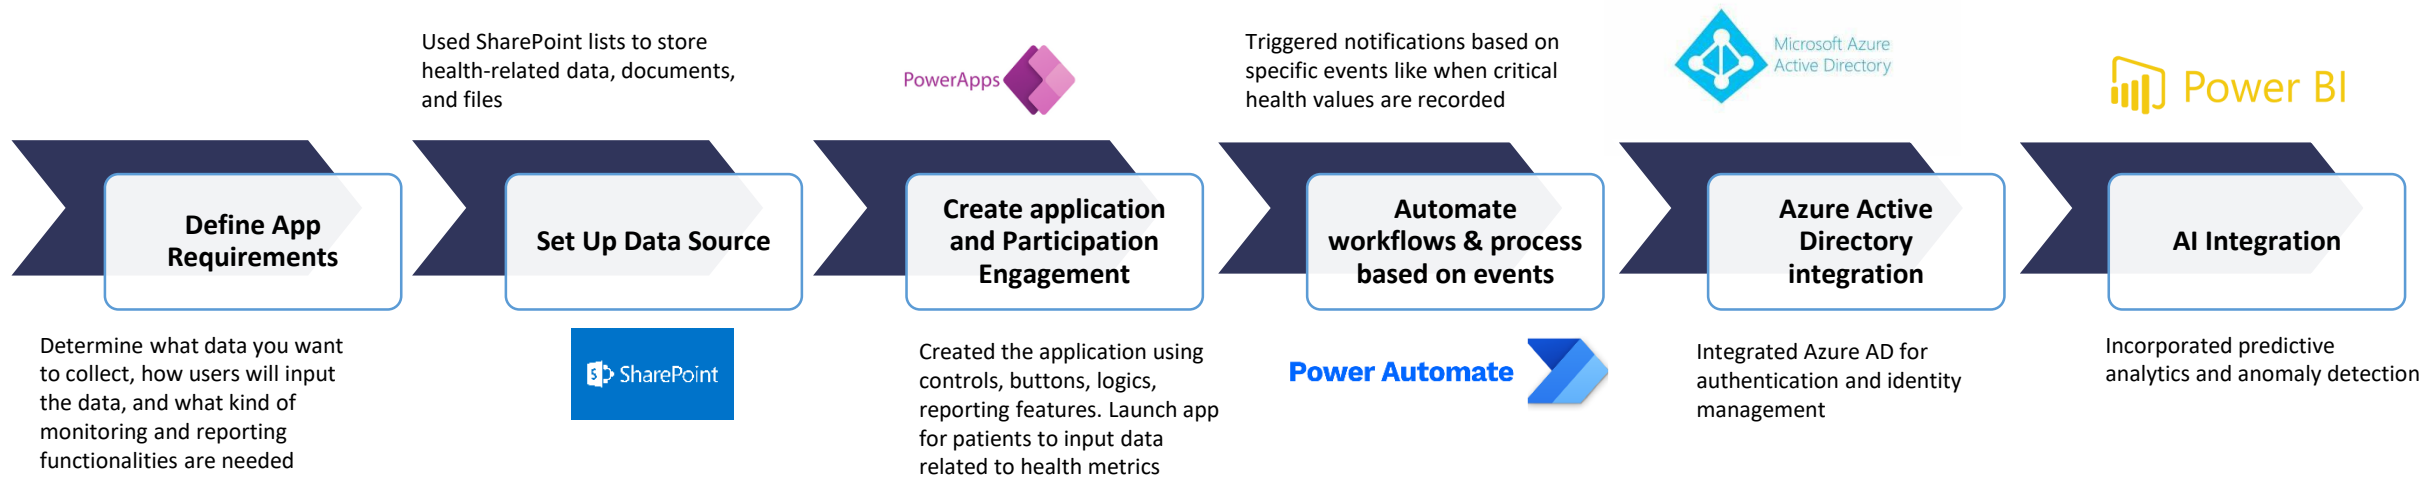 Define App
Requirements
Determine what data you want
to collect, how users will input
the data, and what kind of
monitoring and reporting
functionalities are needed
Used SharePoint lists to store
health-related data, documents,
and files
Set Up Data Source
S
SharePoint
PowerApps
Create application
and Participation
Engagement
Created the application using
controls, buttons, logics,
reporting features. Launch app
for patients to input data
related to health metrics
Triggered notifications based on
specific events like when critical
health values are recorded
Automate
workflows & process
based on events
Power Automate
Microsoft Azure
Active Directory
Azure Active
Directory
integration
Integrated Azure AD for
authentication and identity
management
Power BI
AI Integration
Incorporated predictive
analytics and anomaly detection